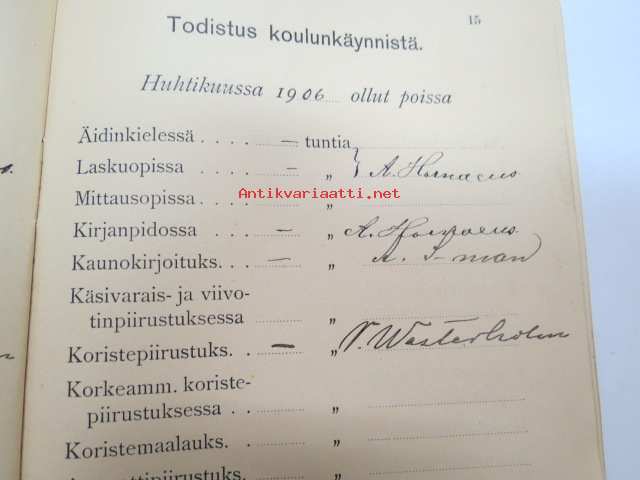 15
Todistus koulunkäynnistä.
Huhtikuussa 1906 ollut poissa
Äidinkielessä . . . . — tuntia
Laskuopissa . . . . — „ A.
Antikvariaatti.net
Mittausopissa . . . . „
Kirjanpidossa . . . — „ A.
Kaunokirjoituks. . . — „ A.
Käsivarais- ja viivo-
tinpiirustuksessa „
Koristepiirustuks. . — „ V. Westerholm
Korkeamm. koriste-
piirustuksessa . . „
Koristemaalauks. „